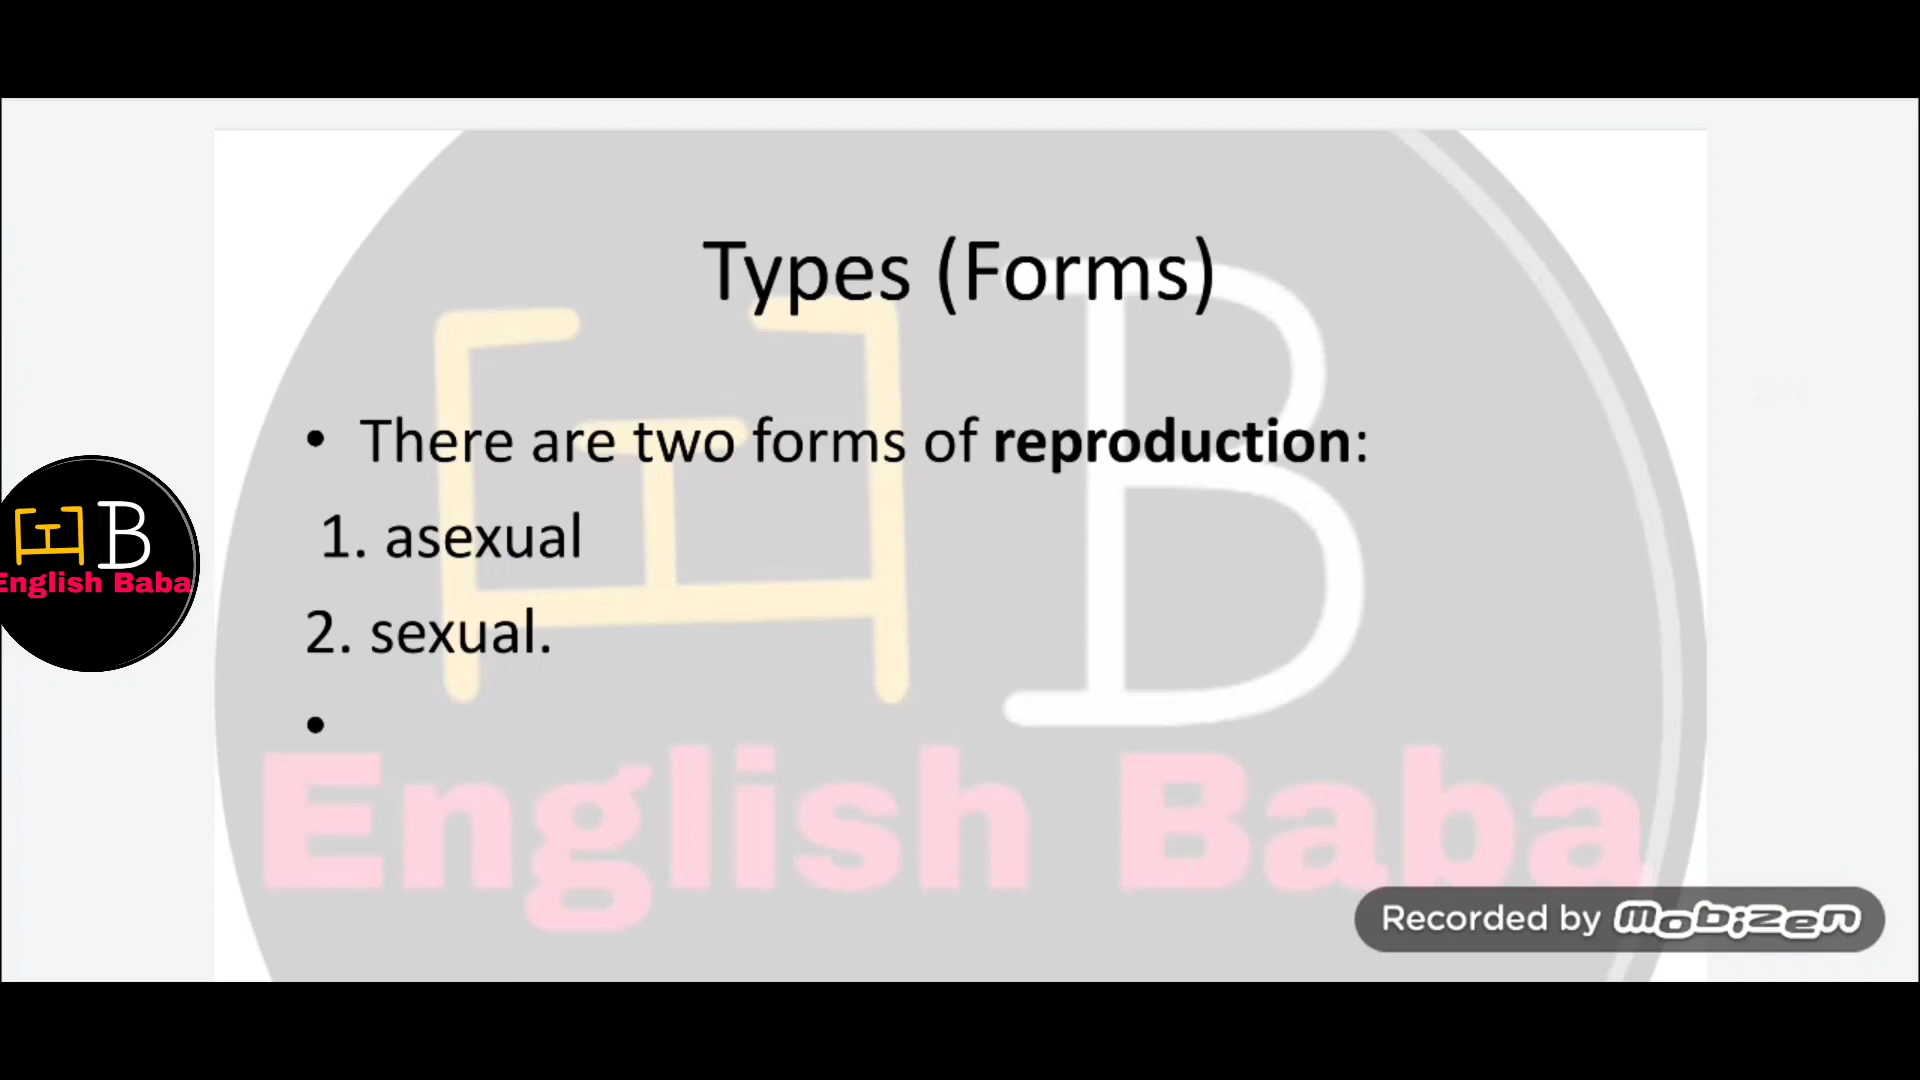 Types (Forms)
• There are two forms of reproduction:
1. asexual
2. sexual.
•
EB
English Baba
EB
English Baba
Recorded by mobizen